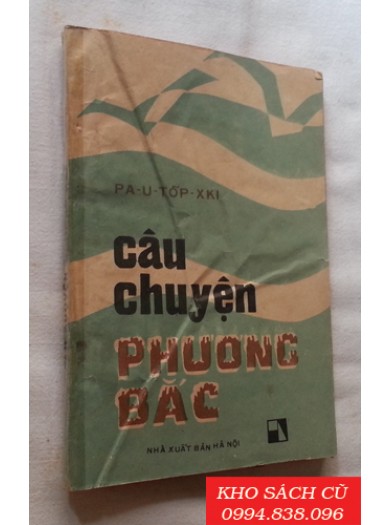 PA-U-TỐP-XKI
câu
chuyện
PHƯƠNG
BẮC
NHÀ XUẤT BẢN HÀ NỘI
KHO SÁCH CŨ
0994.838.096